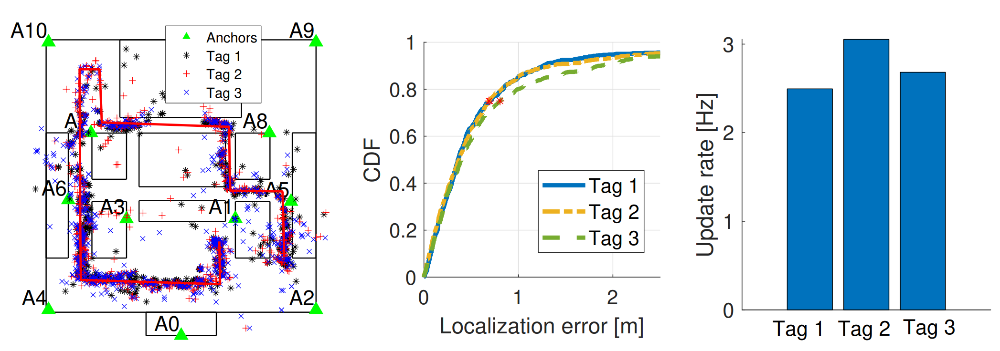 A10
A9
Anchors
Tag 1
Tag 2
Tag 3
A
A8
A6
A5
A3
A1
A4
A2
A0
1
0.8
0.6
0.4
0.2
0
CDF
Tag 1
Tag 2
Tag 3
0 1 2
Localization error [m]
3
2
1
0
Update rate [Hz]
Tag 1 Tag 2 Tag 3